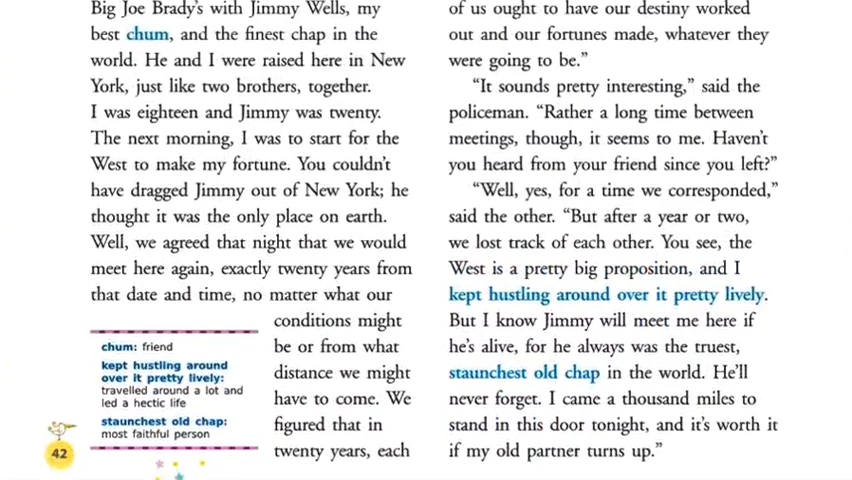 Big Joe Brady's with Jimmy Wells, my
best chum, and the finest chap in the
world. He and I were raised here in New
York, just like two brothers, together.
I was eighteen and Jimmy was twenty.
The next morning, I was to start for the
West to make my fortune. You couldn't
have dragged Jimmy out of New York; he
thought it was the only place on earth.
Well, we agreed that night that we would
meet here again, exactly twenty years from
that date and time, no matter what our
conditions might
be or from what
distance we might
have to come. We
figured that in
twenty years, each
chum: friend
kept hustling around
over it pretty lively:
travelled around a lot and
led a hectic life
staunchest old chap:
most faithful person
42
of us ought to have our destiny worked
out and our fortunes made, whatever they
were going to be."
"It sounds pretty interesting," said the
policeman. "Rather a long time between
meetings, though, it seems to me. Haven't
you heard from your friend since you left?"
"Well, yes, for a time we corresponded,"
said the other. "But after a year or two,
we lost track of each other. You see, the
West is a pretty big proposition, and I
kept hustling around over it pretty lively.
But I know Jimmy will meet me here if
he's alive, for he always was the truest,
staunchest old chap in the world. He'll
never forget. I came a thousand miles to
stand in this door tonight, and it's worth it
if my old partner turns up."